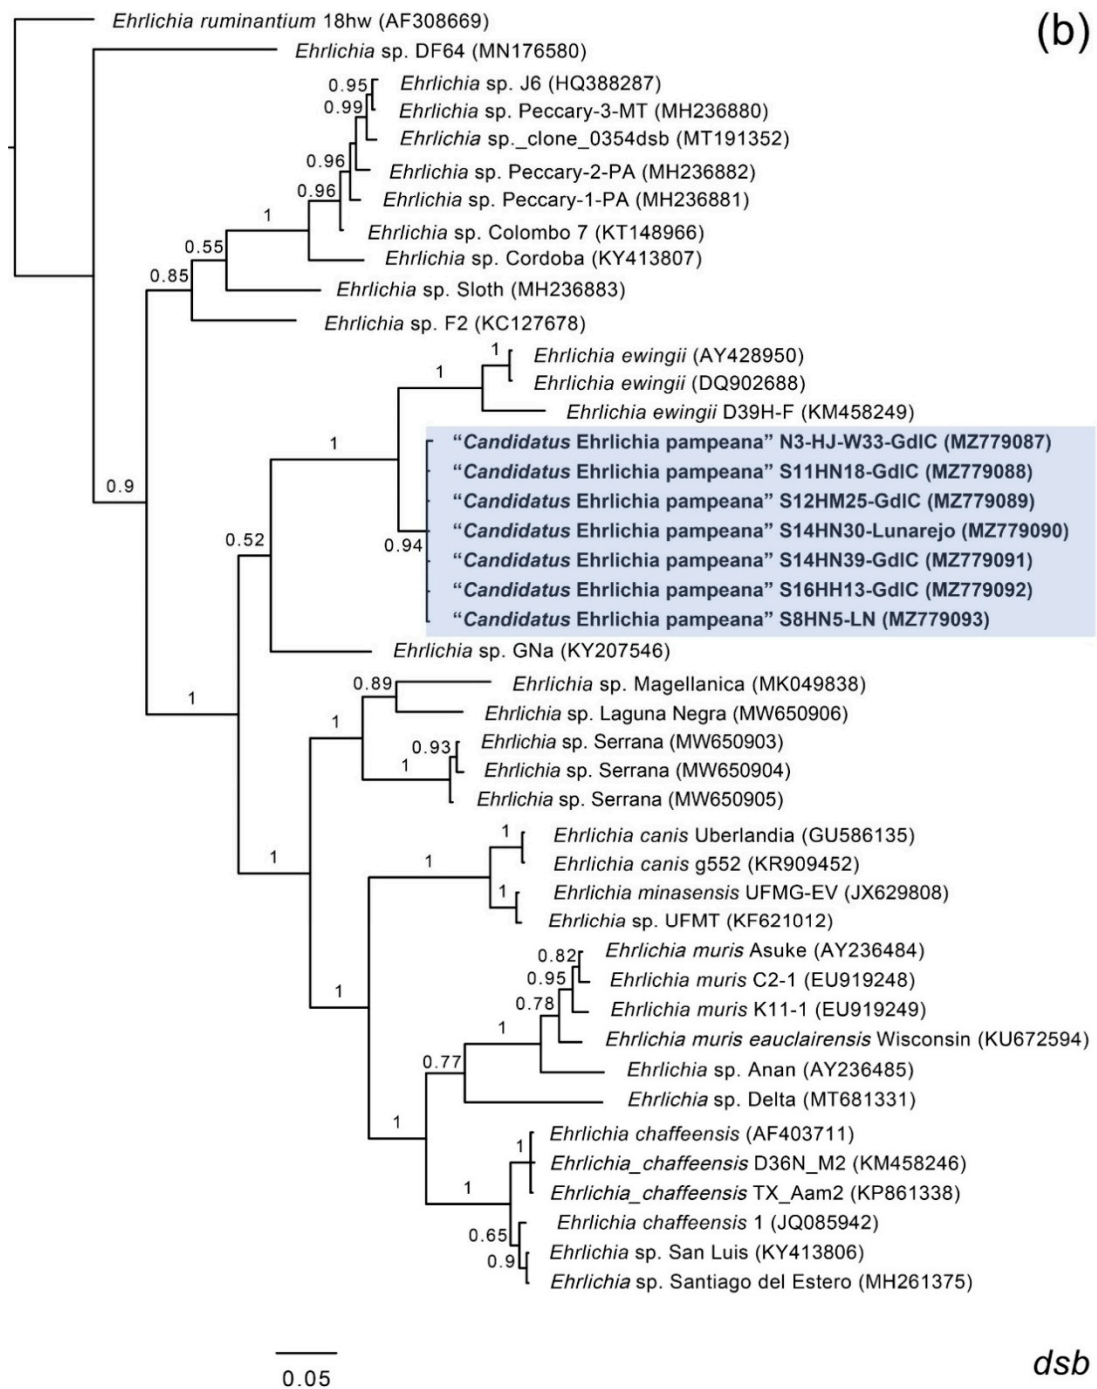 (b)
Ehrlichia ruminantium 18hw (AF308669)
Ehrlichia sp. DF64 (MN176580)
0.95
Ehrlichia sp. J6 (HQ388287)
0.99
Ehrlichia sp. Peccary-3-MT (MH236880)
Ehrlichia sp._clone_0354dsb (MT191352)
0.96
Ehrlichia sp. Peccary-2-PA (MH236882)
0.96
Ehrlichia sp. Peccary-1-PA (MH236881)
1
Ehrlichia sp. Colombo 7 (KT148966)
0.55
Ehrlichia sp. Cordoba (KY413807)
0.85
Ehrlichia sp. Sloth (MH236883)
Ehrlichia sp. F2 (KC127678)
1
Ehrlichia ewingii (AY428950)
1
Ehrlichia ewingii (DQ902688)
Ehrlichia ewingii D39H-F (KM458249)
1
“Candidatus Ehrlichia pampeana” N3-HJ-W33-GdlC (MZ779087)
“Candidatus Ehrlichia pampeana” S11HN18-GdlC (MZ779088)
0.9
“Candidatus Ehrlichia pampeana” S12HM25-GdlC (MZ779089)
“Candidatus Ehrlichia pampeana” S14HN30-Lunarejo (MZ779090)
0.52
0.94
“Candidatus Ehrlichia pampeana” S14HN39-GdlC (MZ779091)
“Candidatus Ehrlichia pampeana” S16HH13-GdlC (MZ779092)
“Candidatus Ehrlichia pampeana” S8HN5-LN (MZ779093)
Ehrlichia sp. GNa (KY207546)
0.89
Ehrlichia sp. Magellanica (MK049838)
1
Ehrlichia sp. Laguna Negra (MW650906)
1
0.93
Ehrlichia sp. Serrana (MW650903)
1
Ehrlichia sp. Serrana (MW650904)
Ehrlichia sp. Serrana (MW650905)
1
Ehrlichia canis Uberlandia (GU586135)
1
1
Ehrlichia canis g552 (KR909452)
1
Ehrlichia minasensis UFMG-EV (JX629808)
Ehrlichia sp. UFMT (KF621012)
0.82
Ehrlichia muris Asuke (AY236484)
0.95
Ehrlichia muris C2-1 (EU919248)
1
0.78
Ehrlichia muris K11-1 (EU919249)
1
Ehrlichia muris eauclairensis Wisconsin (KU672594)
0.77
Ehrlichia sp. Anan (AY236485)
Ehrlichia sp. Delta (MT681331)
1
Ehrlichia chaffeensis (AF403711)
1
Ehrlichia_chaffeensis D36N_M2 (KM458246)
1
Ehrlichia_chaffeensis TX_Aam2 (KP861338)
Ehrlichia chaffeensis 1 (JQ085942)
0.65
Ehrlichia sp. San Luis (KY413806)
0.9
Ehrlichia sp. Santiago del Estero (MH261375)
0.05
dsb